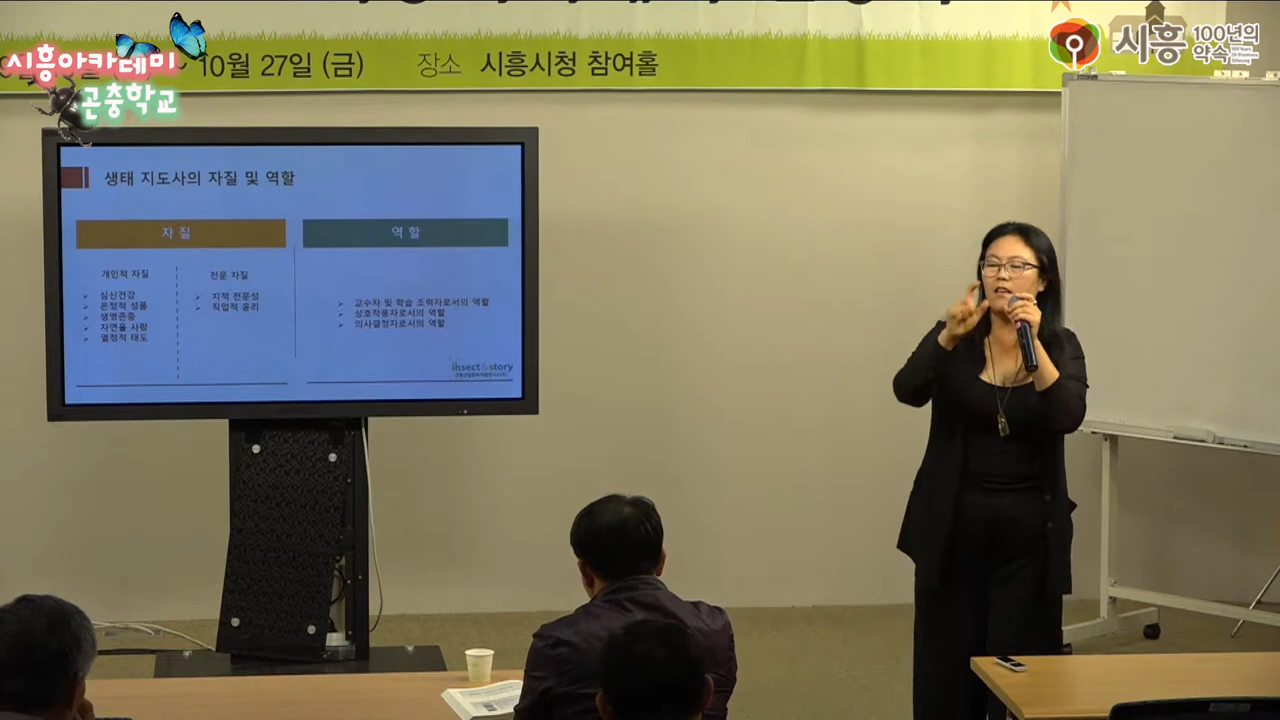 10월 27일 (금) 장소 시흥시청 참여홀
시흥아카데미
곤충학교
시흥 100년의
약속
생태 지도사의 자질 및 역할
자 질
역 할
개인적 자질
전문 자질
심신건강
온정적 성품
생명존중
자연을 사랑
열정적 태도
지적 전문성
직업적 윤리
교수자 및 학습 조력자로서의 역할
상호작용자로서의 역할
의사결정자로서의 역할
insect&story